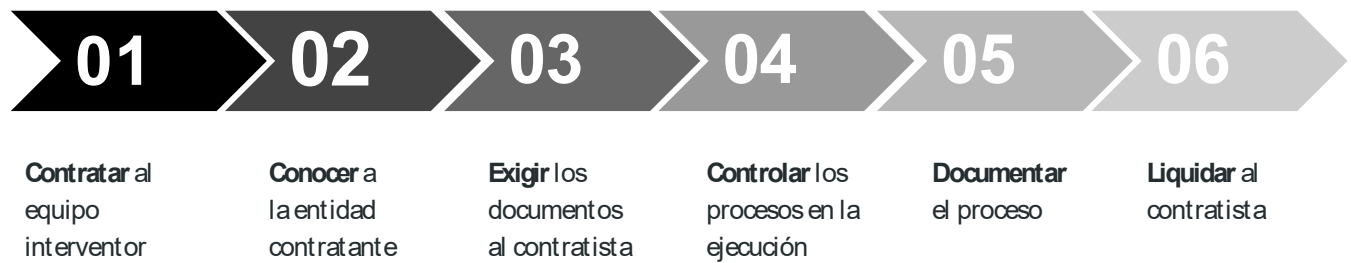 01
02
03
04
05
06
Contratar al
equipo
interventor
Conocer a
la entidad
contratante
Exigir los
documentos
al contratista
Controlar los
procesos en la
ejecución
Documentar
el proceso
Liquidar al
contratista